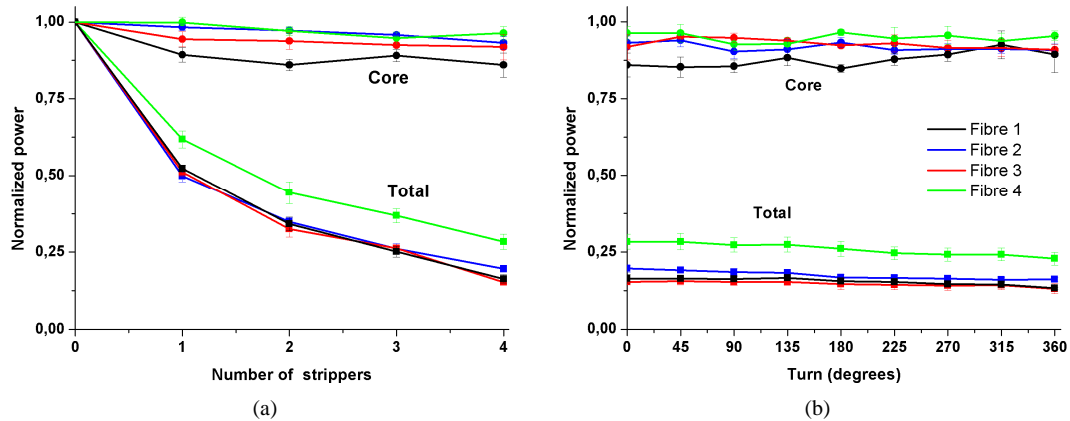 1,00
0,75
0,50
0,25
0,00
Normalized power
Core
Total
0 1 2 3 4
Number of strippers
(a)
1,00
0,75
0,50
0,25
0,00
Normalized power
Core
Fibre 1
Fibre 2
Fibre 3
Fibre 4
Total
0 45 90 135 180 225 270 315 360
Turn (degrees)
(b)